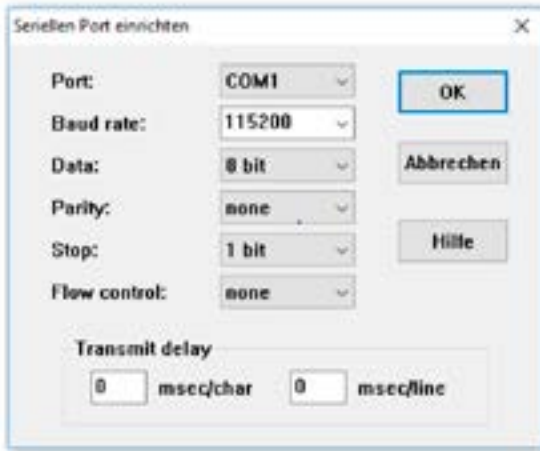 Seriellen Port einrichten
Port: COM1
OK
Baud rate: 115200
Data: 8 bit
Abbrechen
Parity: none
Stop: 1 bit
Hilfe
Flow control: none
Transmit delay
0 msec/char 0 msec/line